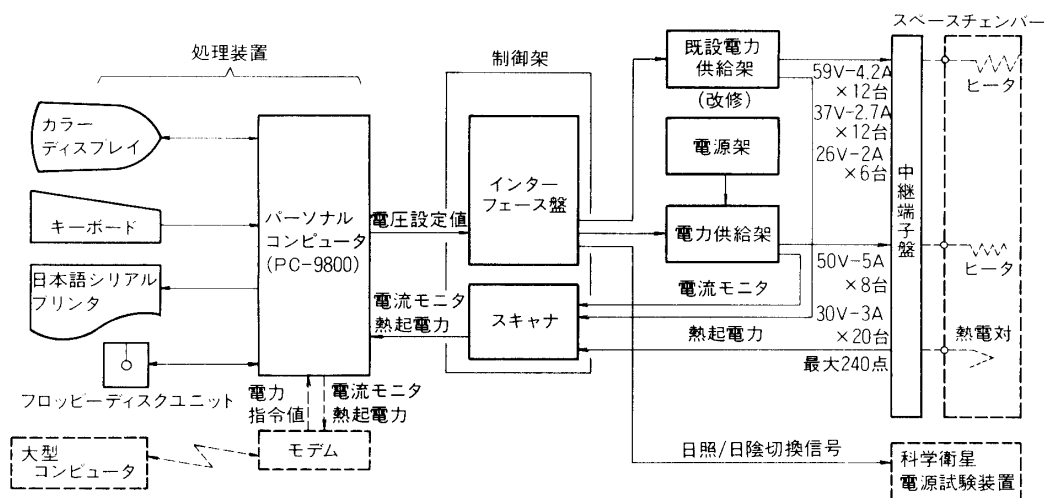 スペースチェンバー
処理装置
制御架
既設電力
供給架
(改修)
59V-4.2A
×12台
37V-2.7A
×12台
26V-2A
×6台
ヒータ
カラー
ディスプレイ
電源架
中継端子盤
キーボード
パーソナル
コンピュータ
(PC-9800)
電圧設定値
インター
フェース盤
電力供給架
50V-5A
×8台
ヒータ
日本語シリアル
プリンタ
電流モニタ
熱起電力
スキャナ
電流モニタ
30V-3A
×20台
熱起電力
熱電対
最大240点
フロッピーディスクユニット
電力
指令値
電流モニタ
熱起電力
大型
コンピュータ
モデム
日照/日陰切換信号
科学衛星
電源試験装置